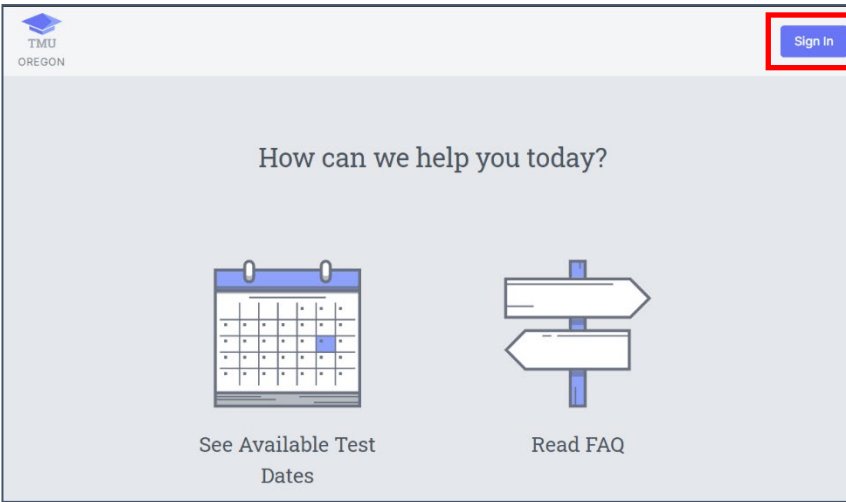 TMU
OREGON
Sign In
How can we help you today?
See Available Test
Dates
Read FAQ